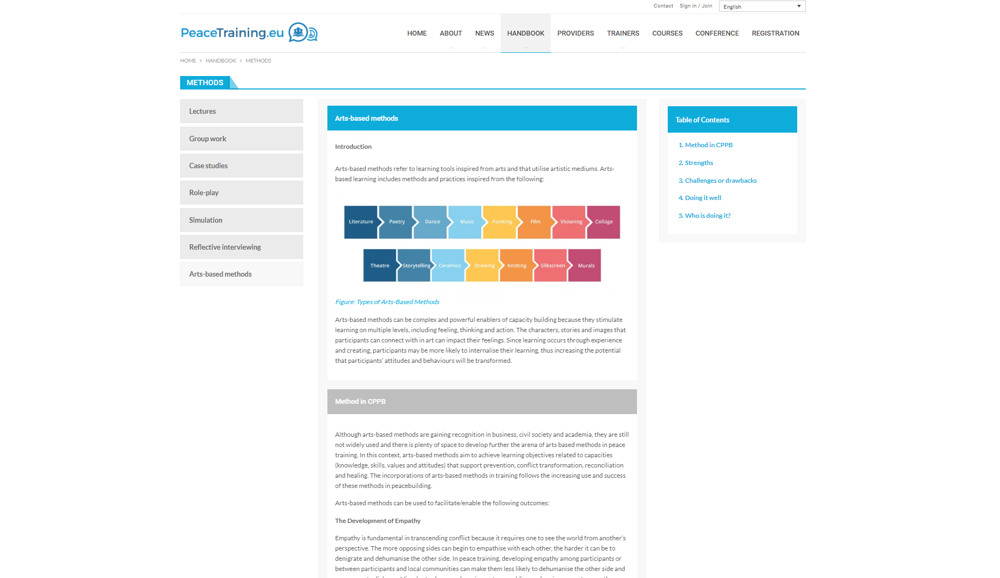 Contact Sign in / Join English
PeaceTraining.eu
HOME ABOUT NEWS HANDBOOK PROVIDERS TRAINERS COURSES CONFERENCE REGISTRATION
HOME > HANDBOOK > METHODS
METHODS
Lectures
Group work
Case studies
Role-play
Simulation
Reflective interviewing
Arts-based methods
Arts-based methods
Introduction
Arts-based methods refer to learning tools inspired from arts and that utilise artistic mediums. Arts-
based learning includes methods and practices inspired from the following:
Literature Poetry Dance Music Painting Film Visioning Collage
Theatre Storytelling Ceramics Drawing Knitting Silkscreen Murals
Figure: Types of Arts-Based Methods
Arts-based methods can be complex and powerful enablers of capacity building because they stimulate
learning on multiple levels, including feeling, thinking and action. The characters, stories and images that
participants can connect with in art can impact their feelings. Since learning occurs through experience
and creating, participants may be more likely to internalise their learning, thus increasing the potential
that participants’ attitudes and behaviours will be transformed.
Method in CPPB
Although arts-based methods are gaining recognition in business, civil society and academia, they are still
not widely used and there is plenty of space to develop further the arena of arts based methods in peace
training. In this context, arts-based methods aim to achieve learning objectives related to capacities
(knowledge, skills, values and attitudes) that support prevention, conflict transformation, reconciliation
and healing. The incorporations of arts-based methods in training follows the increasing use and success
of these methods in peacebuilding.
Arts-based methods can be used to facilitate/enable the following outcomes:
The Development of Empathy
Empathy is fundamental in transcending conflict because it requires one to see the world from another’s
perspective. The more opposing sides can begin to empathise with each other, the harder it can be to
denigrate and dehumanise the other side. In peace training, developing empathy among participants or
between participants and local communities can make them less likely to dehumanise the other side and
Table of Contents
1. Method in CPPB
2. Strengths
3. Challenges or drawbacks
4. Doing it well
5. Who is doing it?